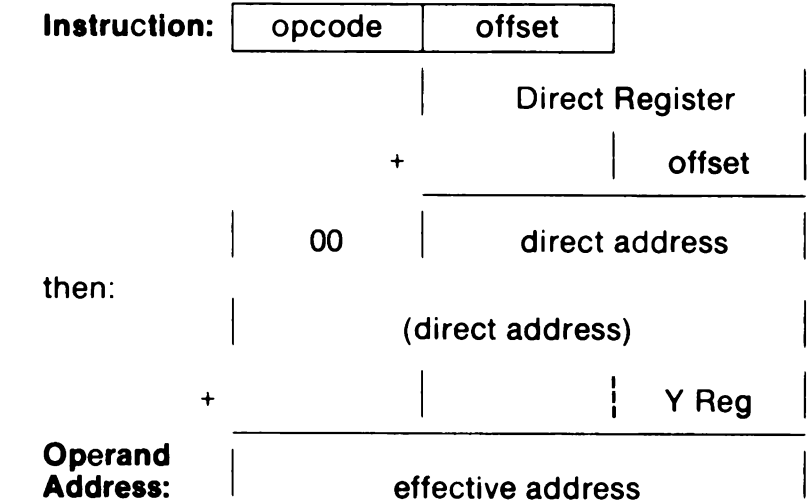 Instruction: opcode offset
Direct Register
+ offset
00 direct address
then:
(direct address)
+ Y Reg
Operand
Address: effective address